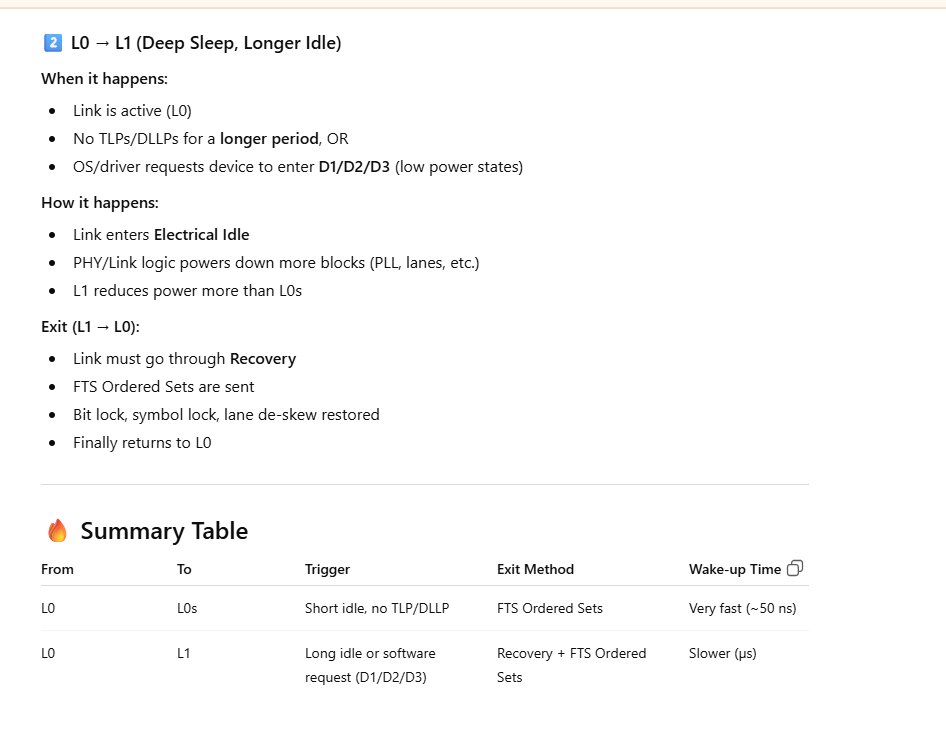 2 L0 → L1 (Deep Sleep, Longer Idle)
When it happens:
• Link is active (L0)
• No TLPs/DLLPs for a longer period, OR
• OS/driver requests device to enter D1/D2/D3 (low power states)
How it happens:
• Link enters Electrical Idle
• PHY/Link logic powers down more blocks (PLL, lanes, etc.)
• L1 reduces power more than L0s
Exit (L1 → L0):
• Link must go through Recovery
• FTS Ordered Sets are sent
• Bit lock, symbol lock, lane de-skew restored
• Finally returns to L0
🔥 Summary Table
From To Trigger Exit Method Wake-up Time
L0 L0s Short idle, no TLP/DLLP FTS Ordered Sets Very fast (~50 ns)
L0 L1 Long idle or software Recovery + FTS Ordered Slower (µs)
request (D1/D2/D3) Sets